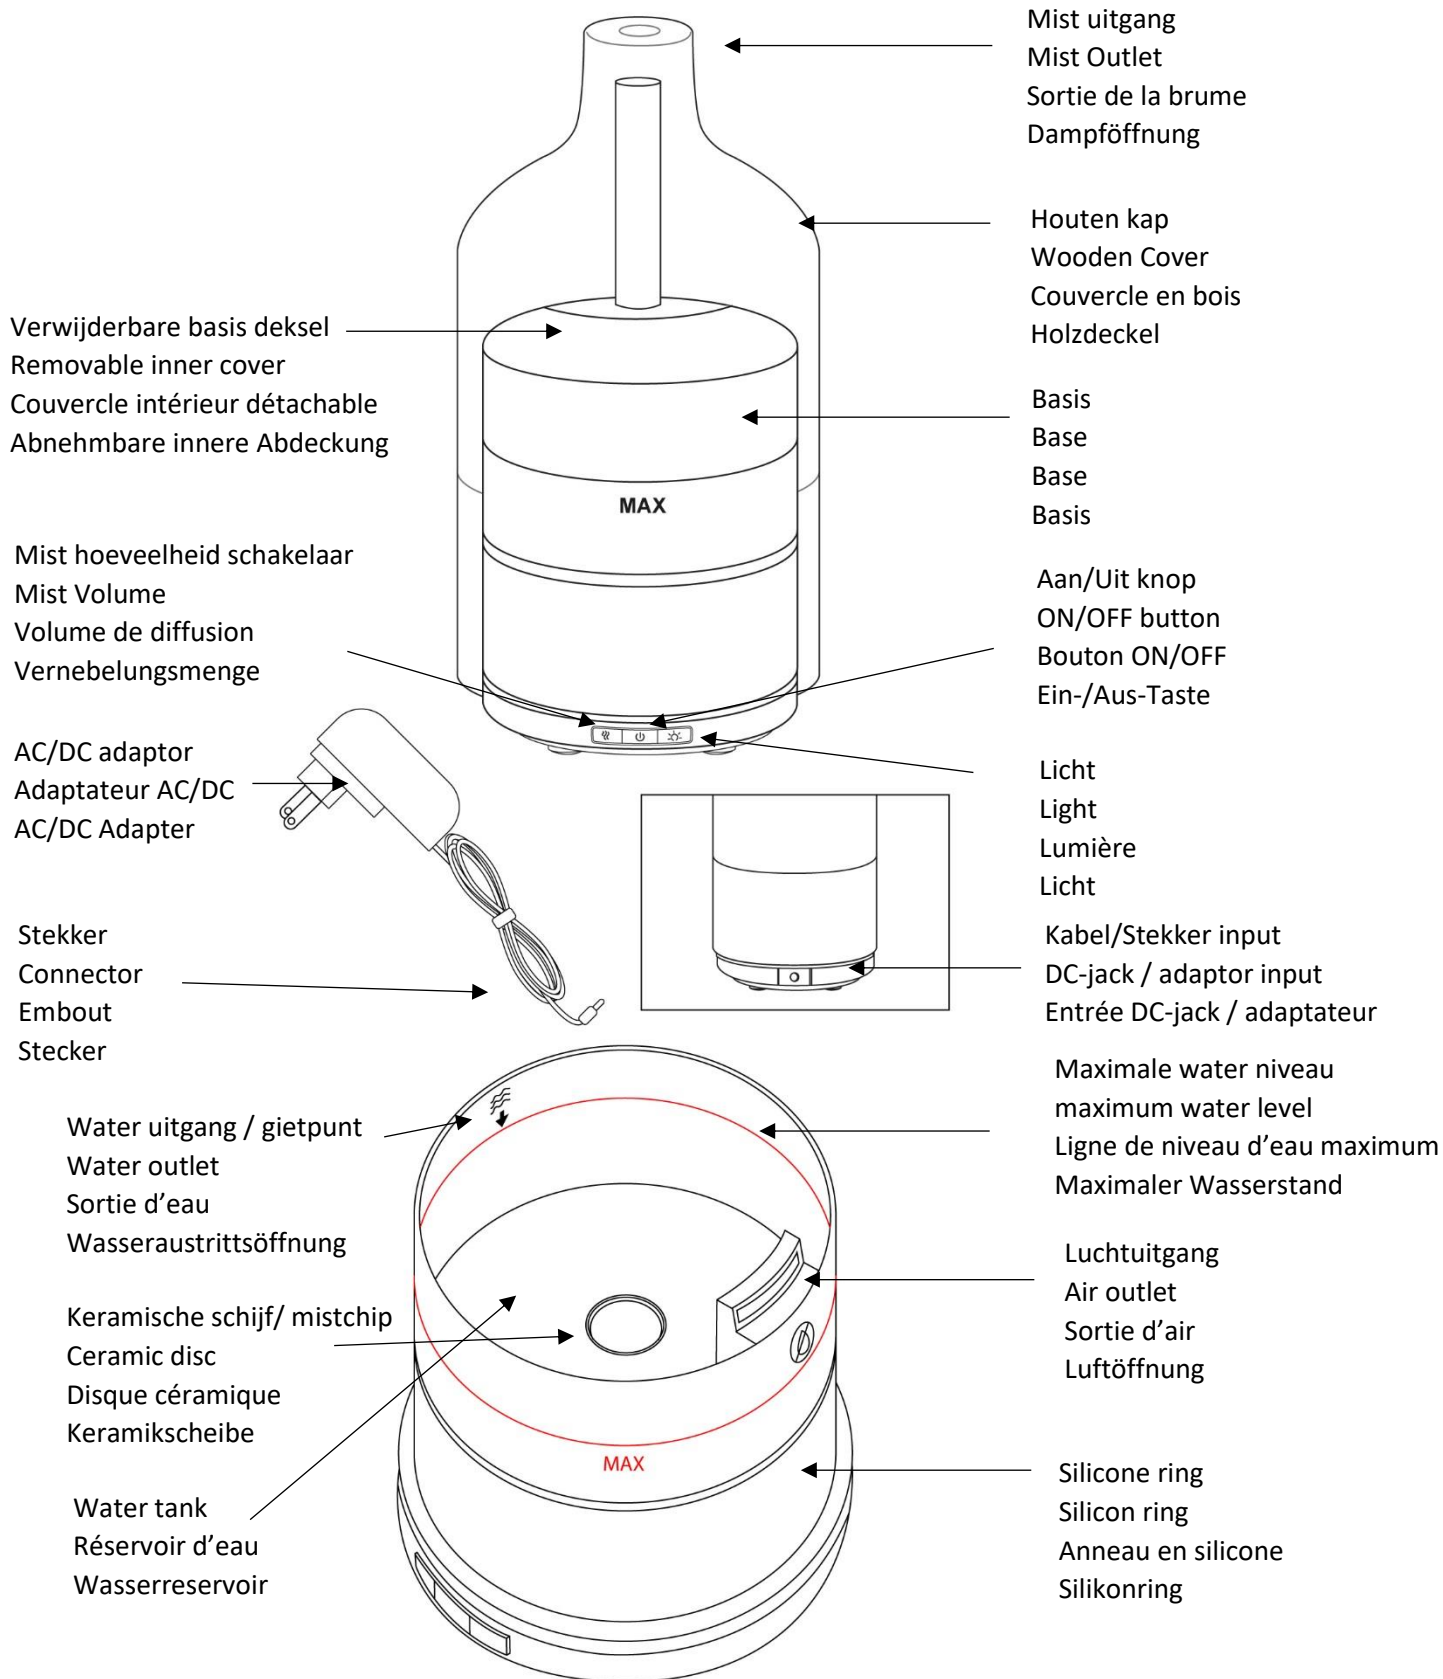 Mist uitgang
Mist Outlet
Sortie de la brume
Dampföffnung
Houten kap
Wooden Cover
Couvercle en bois
Holzdeckel
Verwijderbare basis deksel
Removable inner cover
Couvercle intérieur détachable
Abnehmbare innere Abdeckung
Basis
Base
Base
Basis
MAX
Mist hoeveelheid schakelaar
Mist Volume
Volume de diffusion
Vernebelungsmenge
Aan/Uit knop
ON/OFF button
Bouton ON/OFF
Ein-/Aus-Taste
AC/DC adaptor
Adaptateur AC/DC
AC/DC Adapter
Licht
Light
Lumière
Licht
Stekker
Connector
Embout
Stecker
Kabel/Stekker input
DC-jack / adaptor input
Entrée DC-jack / adaptateur
Maximale water niveau
maximum water level
Ligne de niveau d’eau maximum
Maximaler Wasserstand
Water uitgang / gietpunt
Water outlet
Sortie d’eau
Wasseraustrittsöffnung
Luchtuitgang
Air outlet
Sortie d’air
Luftöffnung
Keramische schijf/ mistchip
Ceramic disc
Disque céramique
Keramikscheibe
MAX
Water tank
Réservoir d’eau
Wasserreservoir
Silicone ring
Silicon ring
Anneau en silicone
Silikonring